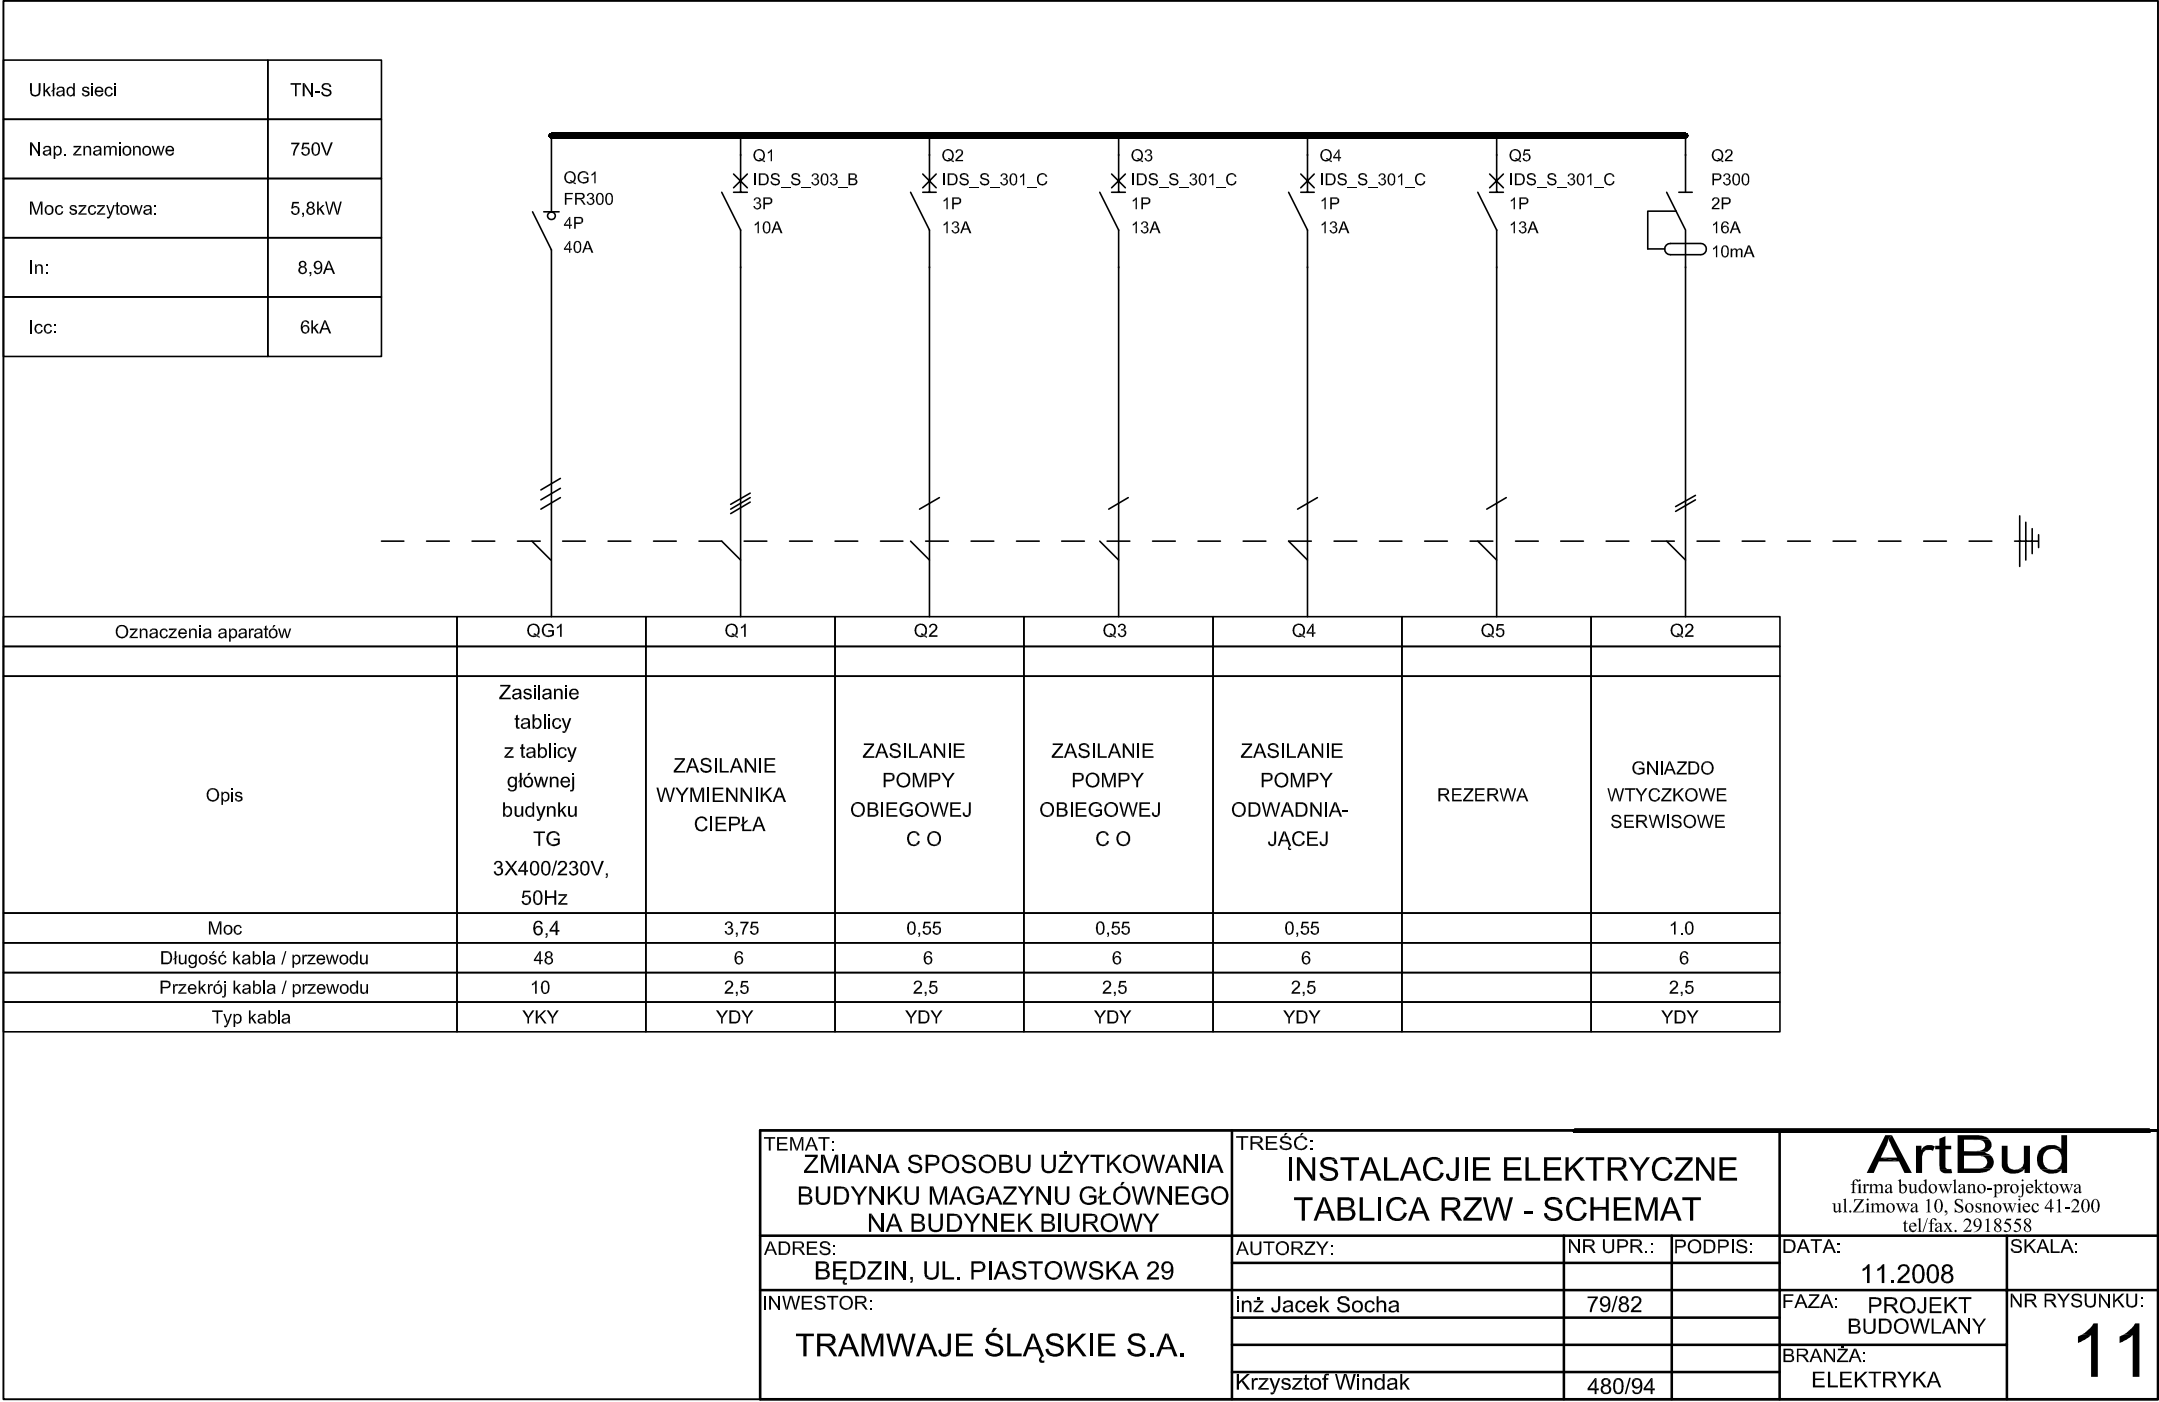 Układ sieci TN-S
Nap. znamionowe 750V
Moc szczytowa: 5,8kW
In: 8,9A
Icc: 6kA
QG1
FR300
4P
40A
Q1
IDS_S_303_B
3P
10A
Q2
IDS_S_301_C
1P
13A
Q3
IDS_S_301_C
1P
13A
Q4
IDS_S_301_C
1P
13A
Q5
IDS_S_301_C
1P
13A
Q2
P300
2P
16A
10mA
Oznaczenia aparatów QG1 Q1 Q2 Q3 Q4 Q5 Q2
Opis
Zasilanie
tablicy
z tablicy
głównej
budynku
TG
3X400/230V,
50Hz
ZASILANIE
WYMIENNIKA
CIEPŁA
ZASILANIE
POMPY
OBIEGOWEJ
C O
ZASILANIE
POMPY
OBIEGOWEJ
C O
ZASILANIE
POMPY
ODWADNIA-
JĄCEJ
REZERWA
GNIAZDO
WTYCZKOWE
SERWISOWE
Moc 6,4 3,75 0,55 0,55 0,55 1.0
Długość kabla / przewodu 48 6 6 6 6 6
Przekrój kabla / przewodu 10 2,5 2,5 2,5 2,5 2,5
Typ kabla YKY YDY YDY YDY YDY YDY
TEMAT:
ZMIANA SPOSOBU UŻYTKOWANIA
BUDYNKU MAGAZYNU GŁÓWNEGO
NA BUDYNEK BIUROWY
TREŚĆ:
INSTALACJIE ELEKTRYCZNE
TABLICA RZW - SCHEMAT
ArtBud
firma budowlano-projektowa
ul.Zimowa 10, Sosnowiec 41-200
tel/fax. 2918558
ADRES:
BĘDZIN, UL. PIASTOWSKA 29
INWESTOR:
TRAMWAJE ŚLĄSKIE S.A.
AUTORZY: NR UPR.: PODPIS:
inż Jacek Socha 79/82
Krzysztof Windak 480/94
DATA:
11.2008
SKALA:
FAZA: PROJEKT
BUDOWLANY
BRANŻA:
ELEKTRYKA
NR RYSUNKU:
11